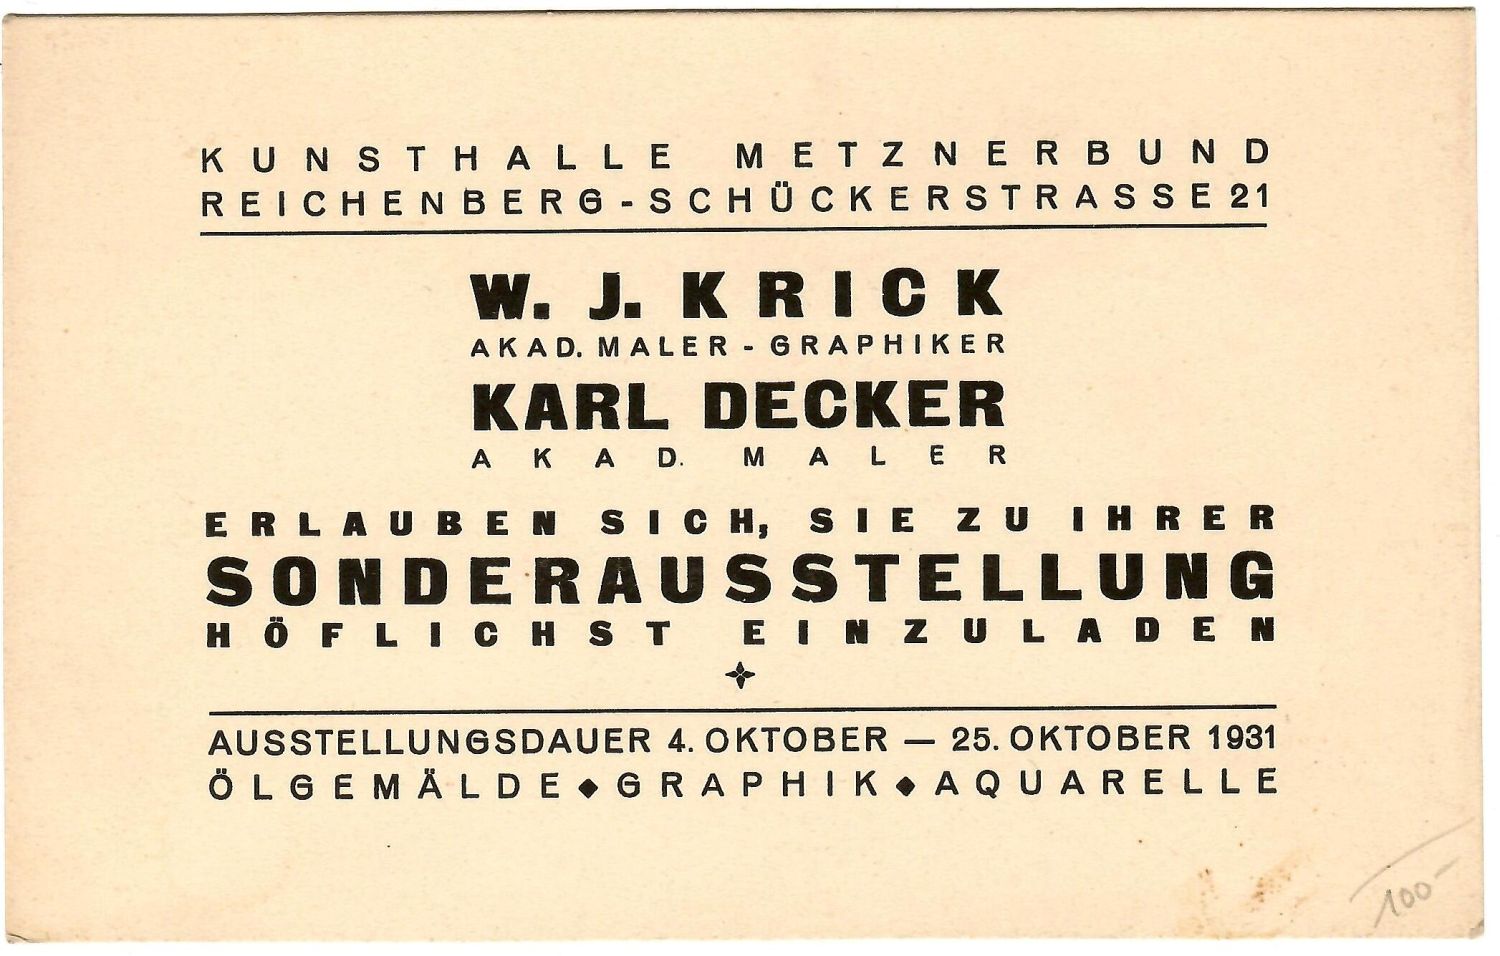 KUNSTHALLE METZNERBUND
REICHENBERG-SCHÜCKERSTRASSE 21
W. J. KRICK
AKAD. MALER - GRAPHIKER
KARL DECKER
AKAD. MALER
ERLAUBEN SICH, SIE ZU IHRER
SONDERAUSSTELLUNG
HÖFLICHST EINZULADEN
AUSSTELLUNGSDAUER 4. OKTOBER — 25. OKTOBER 1931
ÖLGEMÄLDE ◆ GRAPHIK ◆ AQUARELLE
100-